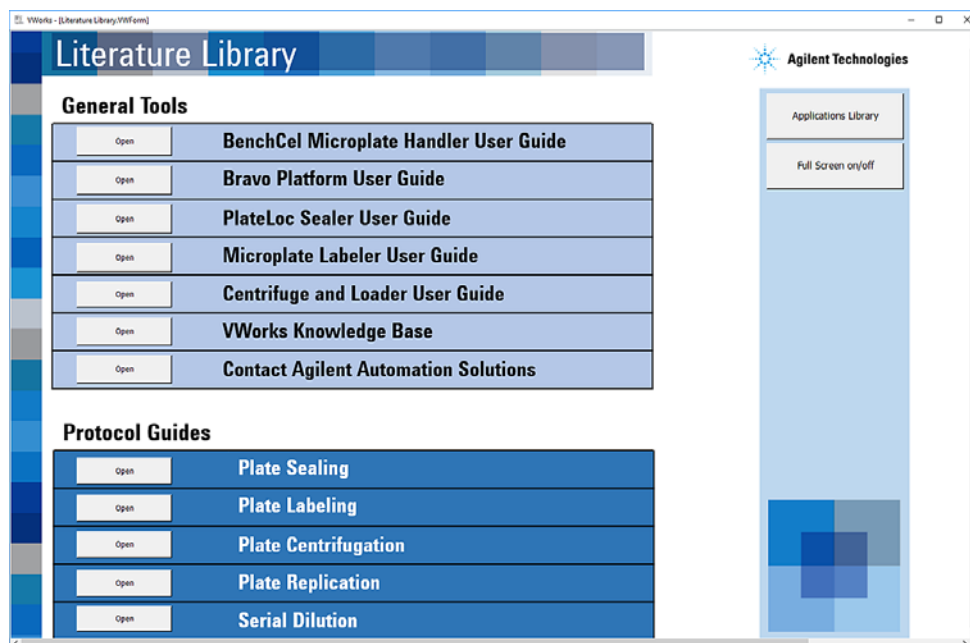 VWorks - [Literature Library.VWForm]
Literature Library
Agilent Technologies
General Tools
Open BenchCel Microplate Handler User Guide
Open Bravo Platform User Guide
Open PlateLoc Sealer User Guide
Open Microplate Labeler User Guide
Open Centrifuge and Loader User Guide
Open VWorks Knowledge Base
Open Contact Agilent Automation Solutions
Protocol Guides
Open Plate Sealing
Open Plate Labeling
Open Plate Centrifugation
Open Plate Replication
Open Serial Dilution
Applications Library
Full Screen on/off